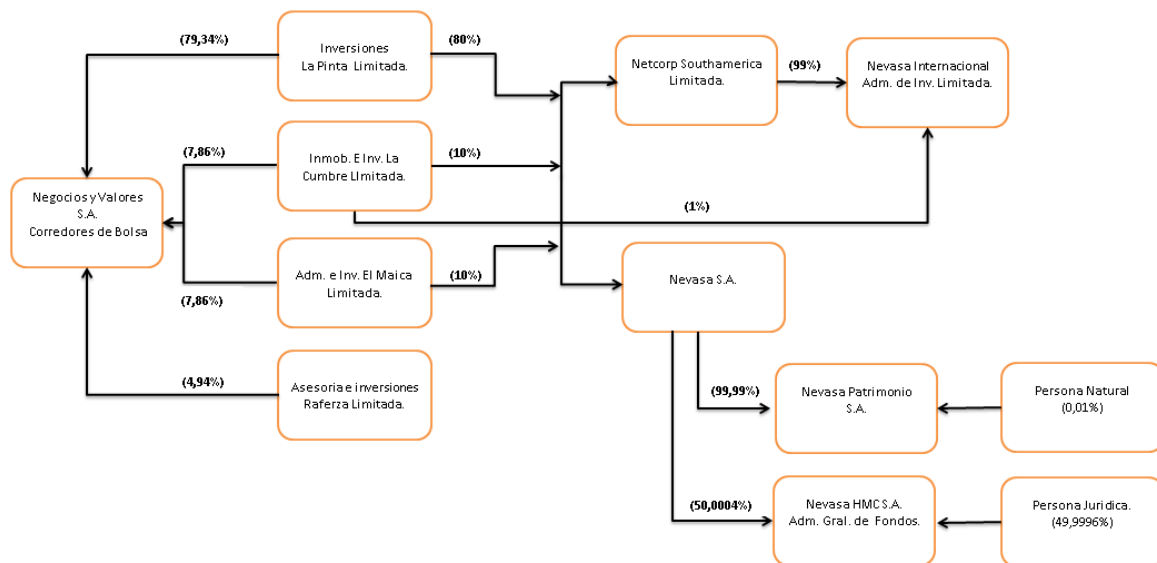 (79,34%)
Inversiones
La Pinta Limitada.
(80%)
Netcorp Southamerica
Limitada.
(99%)
Nevasa Internacional
Adm. de Inv. Limitada.
(7,86%)
Inmob. E Inv. La
Cumbre LImitada.
(10%)
(1%)
Negocios y Valores
S.A.
Corredores de Bolsa
Adm. e Inv. El Maica
Limitada.
(10%)
(7,86%)
Nevasa S.A.
(4,94%)
Asesoria e inversiones
Raferza Limitada.
(99,99%)
Nevasa Patrimonio
S.A.
Persona Natural
(0,01%)
(50,0004%)
Nevasa HMC S.A.
Adm. Gral. de Fondos.
Persona Juridica.
(49,9996%)